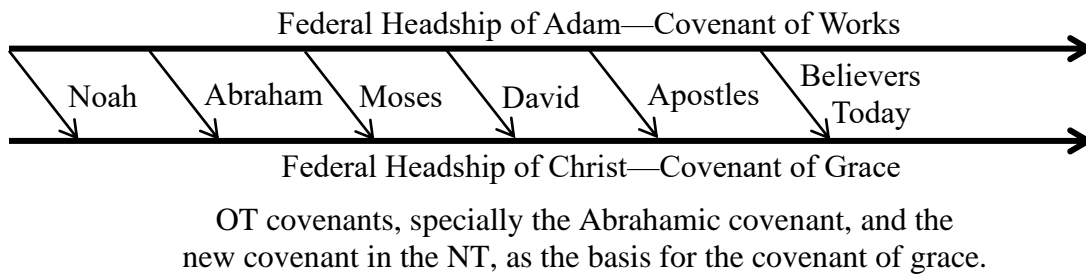 Federal Headship of Adam—Covenant of Works
Noah
Abraham
Moses
David
Apostles
Believers
Today
Federal Headship of Christ—Covenant of Grace
OT covenants, specially the Abrahamic covenant, and the
new covenant in the NT, as the basis for the covenant of grace.